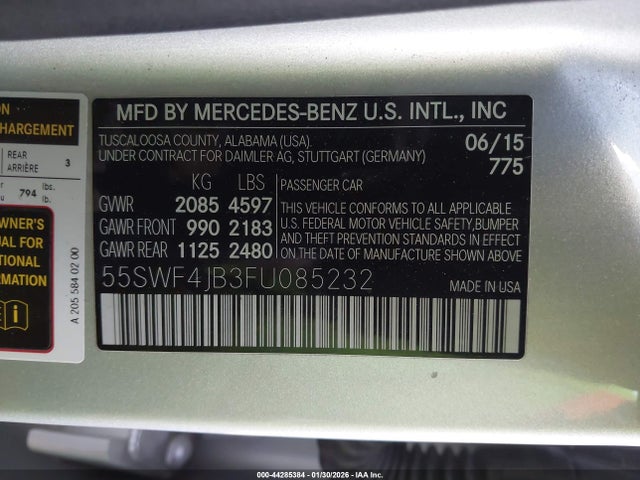 ON
HARGEMENT
REAR
ARRIÈRE 3
794 lbs.
lb.
OWNER'S
UAL FOR
TIONAL
MATION
A 205 584 02 00
MFD BY MERCEDES-BENZ U.S. INTL., INC
TUSCALOOSA COUNTY, ALABAMA (USA). 06/15
UNDER CONTRACT FOR DAIMLER AG, STUTTGART (GERMANY) 775
KG LBS PASSENGER CAR
GWR 2085 4597 THIS VEHICLE CONFORMS TO ALL APPLICABLE
GAWR FRONT 990 2183 U.S. FEDERAL MOTOR VEHICLE SAFETY,BUMPER
GAWR REAR 1125 2480 AND THEFT PREVENTION STANDARDS IN EFFECT
ON THE DATE OF MANUFACTURE SHOWN ABOVE
55SWF4JB3FU085232 MADE IN USA
000-44285384 - 01/30/2026 - IAA Inc.